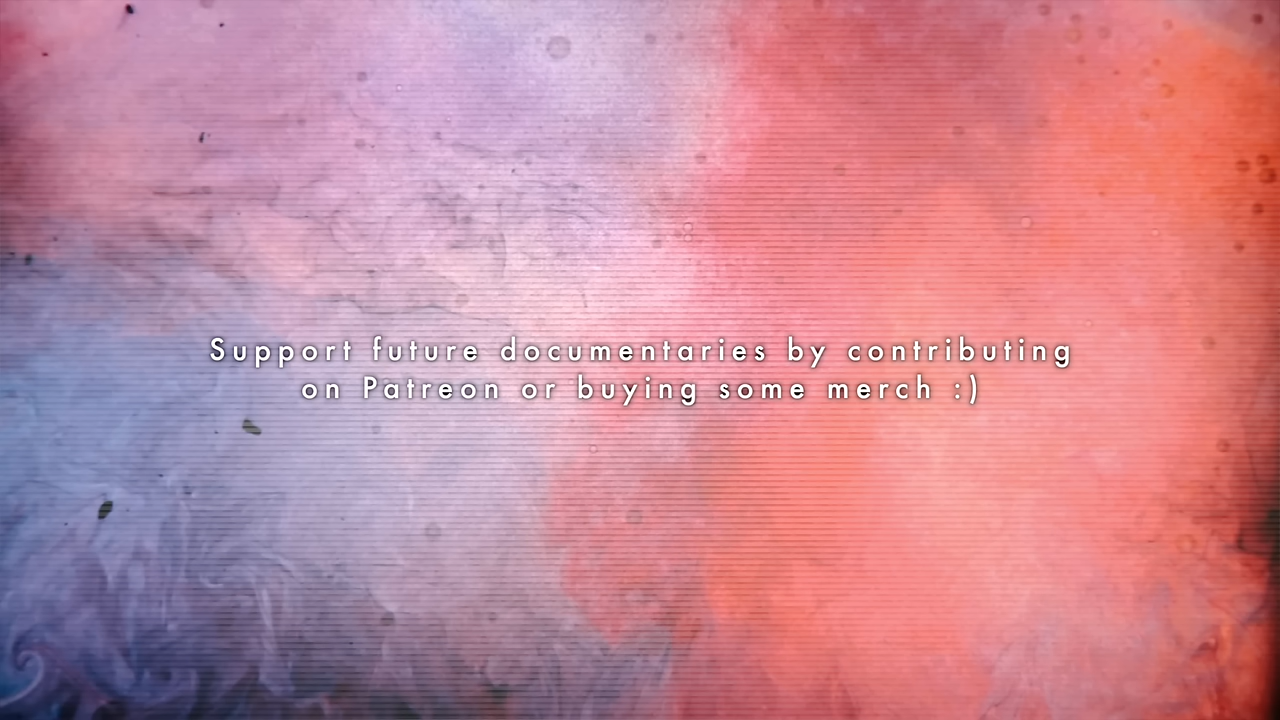 Support future documentaries by contributing
on Patreon or buying some merch :)